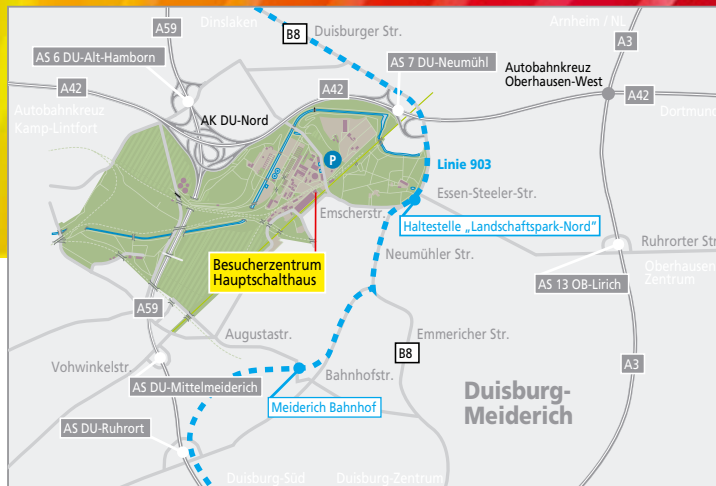 A59
Dinslaken
B8
Duisburger Str.
Arnheim / NL
A3
AS 6 DU-Alt-Hamborn
AS 7 DU-Neumühl
Autobahnkreuz
Oberhausen-West
A42
A42
A42
Autobahnkreuz
Kamp-Lintfort
AK DU-Nord
Dortmund
P
Linie 903
Essen-Steeler-Str.
Emscherstr.
Haltestelle „Landschaftspark-Nord“
Ruhrorter Str.
Neumühler Str.
Besucherzentrum
Hauptschalthaus
Oberhausen
Zentrum
AS 13 OB-Lirich
A59
Augustastr.
Emmericher Str.
B8
Vohwinkelstr.
A3
Bahnhofstr.
AS DU-Mittelmeiderich
Duisburg-
Meiderich
Meiderich Bahnhof
AS DU-Ruhrort
Duisburg-Süd
Duisburg-Zentrum